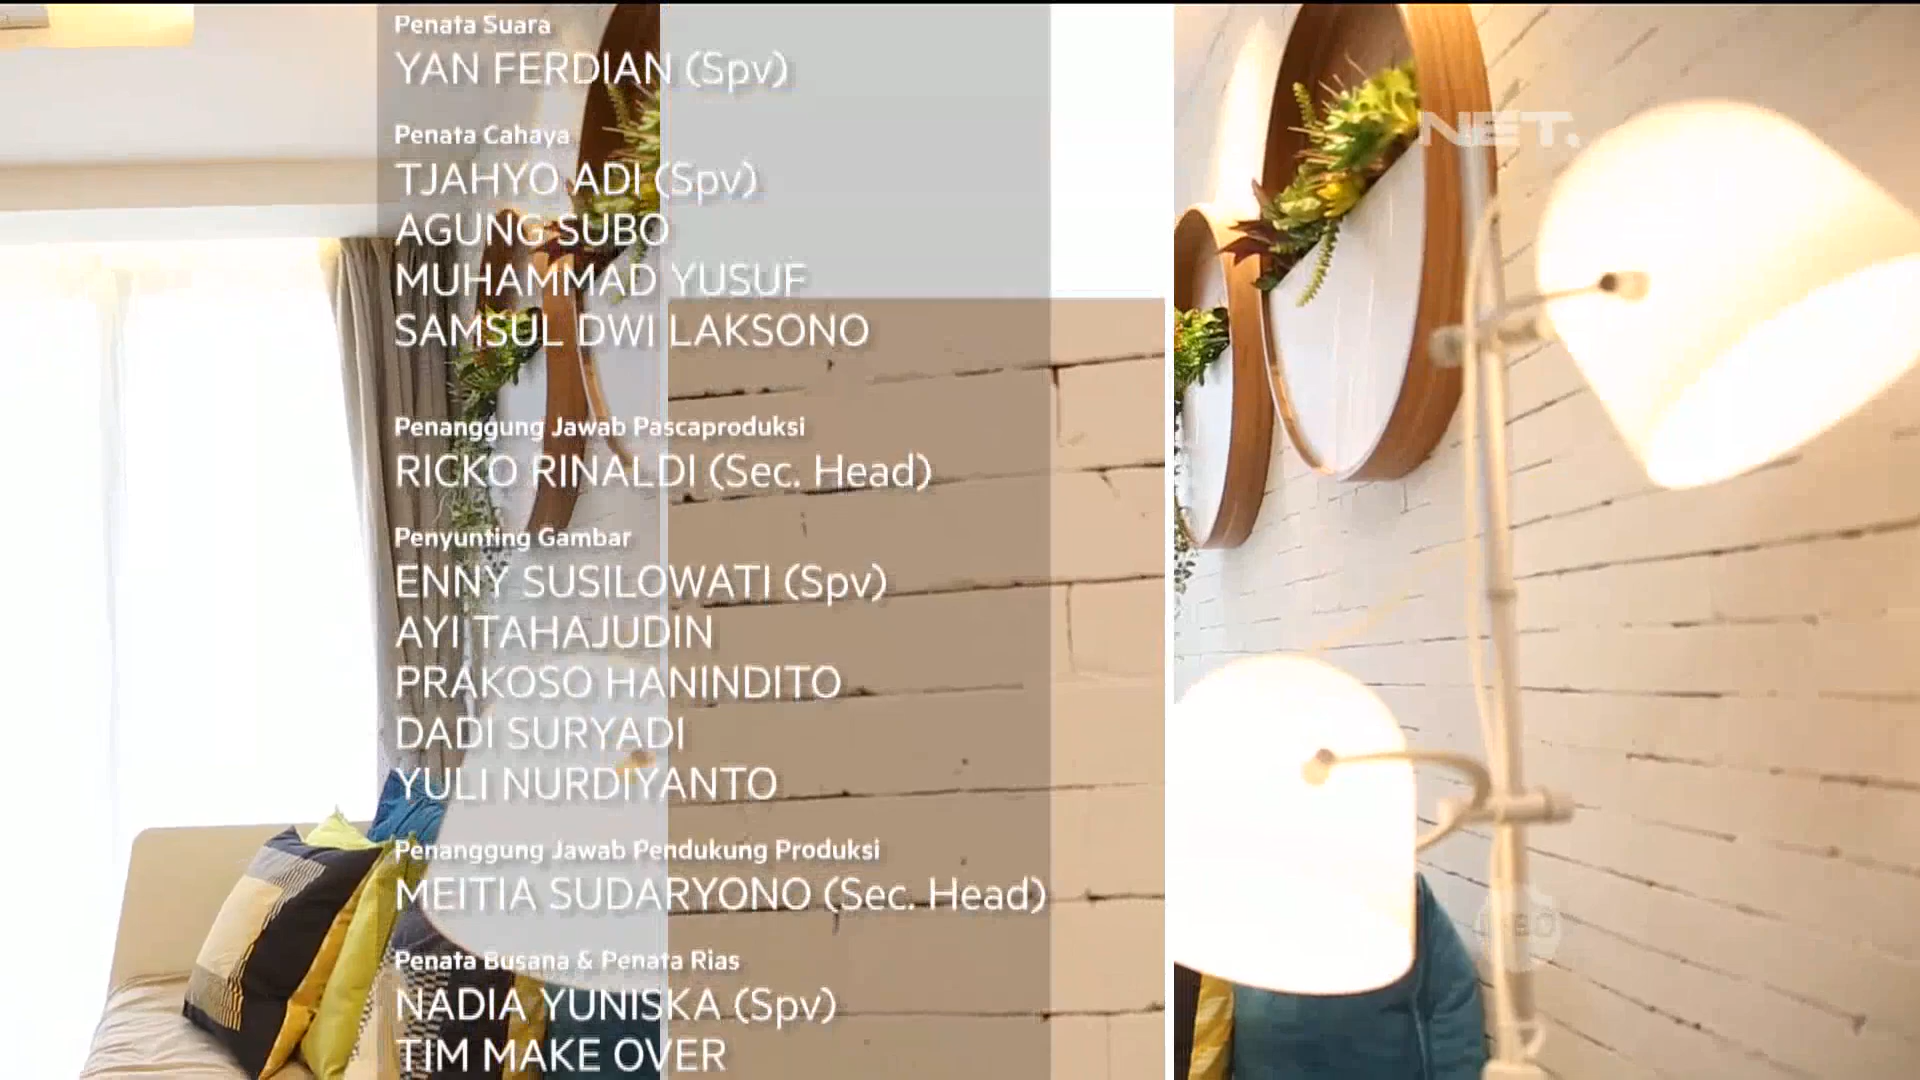 Penata Suara
YAN FERDIAN (Spv)
NET.
Penata Cahaya
TJAHYO ADI (Spv)
AGUNG SUBO
MUHAMMAD YUSUF
SAMSUL DWI LAKSONO
Penanggung Jawab Pascaproduksi
RICKO RINALDI (Sec. Head)
Penyunting Gambar
ENNY SUSILOWATI (Spv)
AYI TAHAJUDIN
PRAKOSO HANINDITO
DADI SURYADI
YULI NURDIYANTO
Penanggung Jawab Pendukung Produksi
MEITIA SUDARYONO (Sec. Head)
Penata Busana & Penata Rias
NADIA YUNISKA (Spv)
TIM MAKE OVER